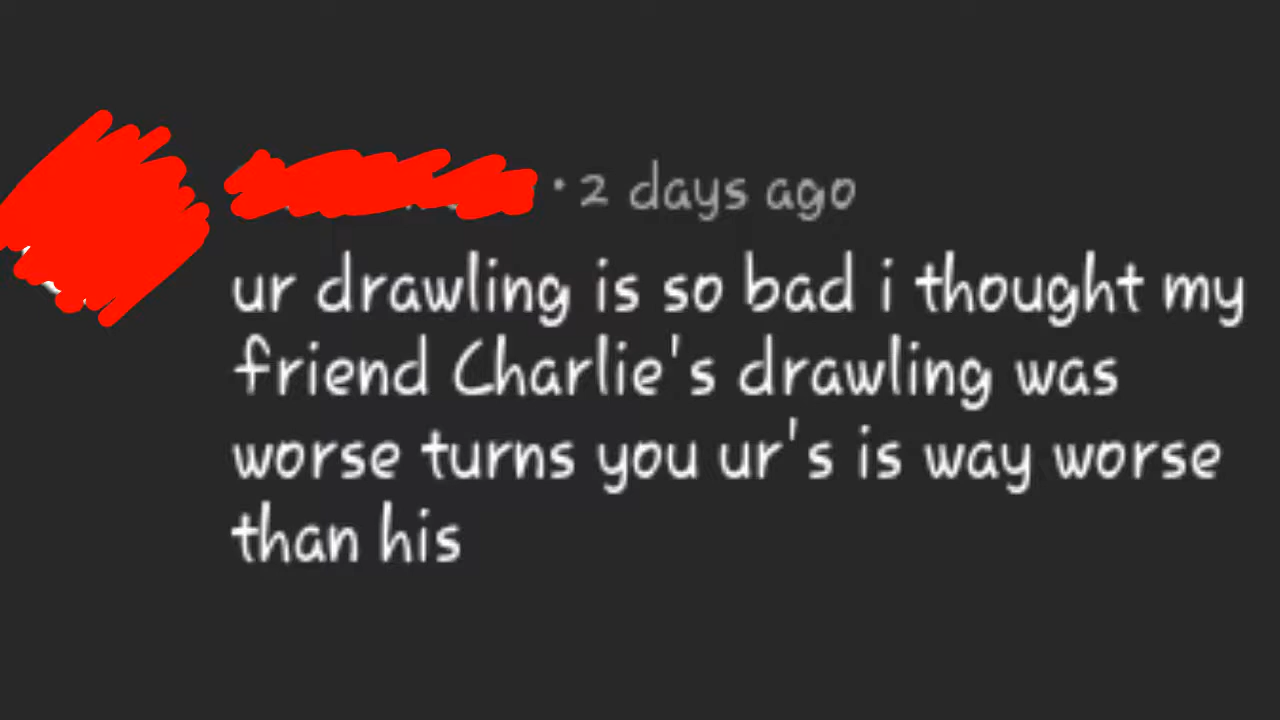 · 2 days ago
ur drawling is so bad i thought my
friend Charlie's drawling was
worse turns you ur's is way worse
than his